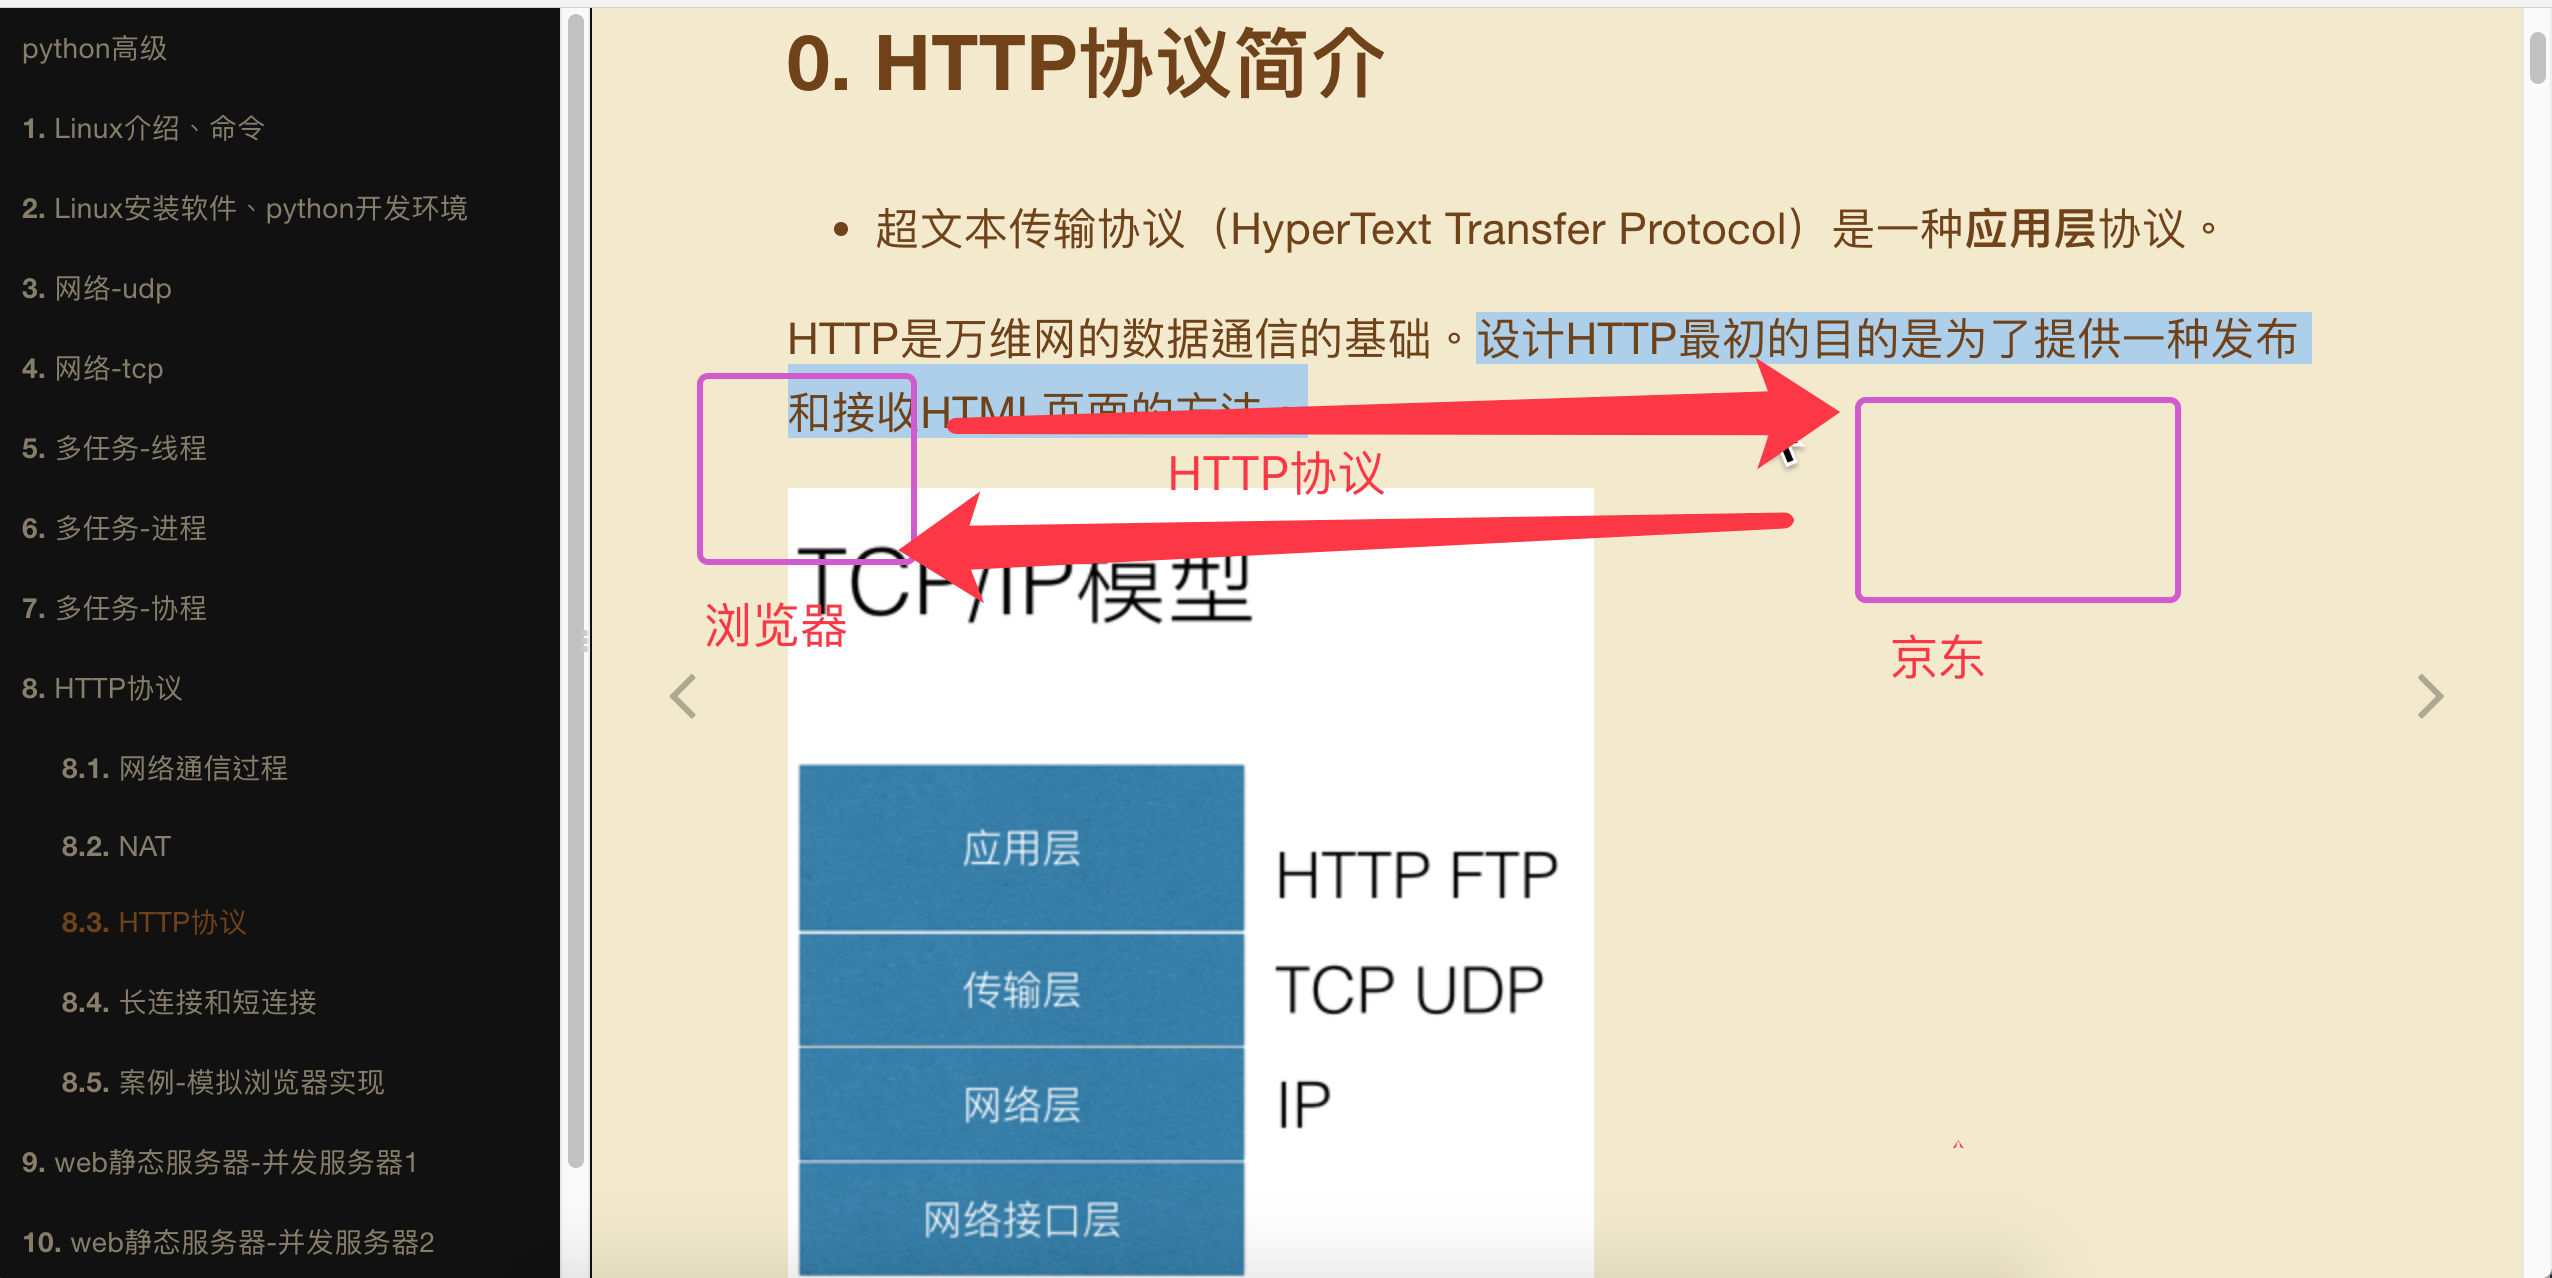 python高级
1. Linux介绍、命令
2. Linux安装软件、python开发环境
3. 网络-udp
4. 网络-tcp
5. 多任务-线程
6. 多任务-进程
7. 多任务-协程
8. HTTP协议
8.1. 网络通信过程
8.2. NAT
8.3. HTTP协议
8.4. 长连接和短连接
8.5. 案例-模拟浏览器实现
9. web静态服务器-并发服务器1
10. web静态服务器-并发服务器2
0. HTTP协议简介
• 超文本传输协议（HyperText Transfer Protocol）是一种应用层协议。
HTTP是万维网的数据通信的基础。设计HTTP最初的目的是为了提供一种发布
和接收HTML页面的方法。
HTTP协议
TCP/IP模型
浏览器
京东
应用层
HTTP FTP
传输层
TCP UDP
网络层
IP
网络接口层